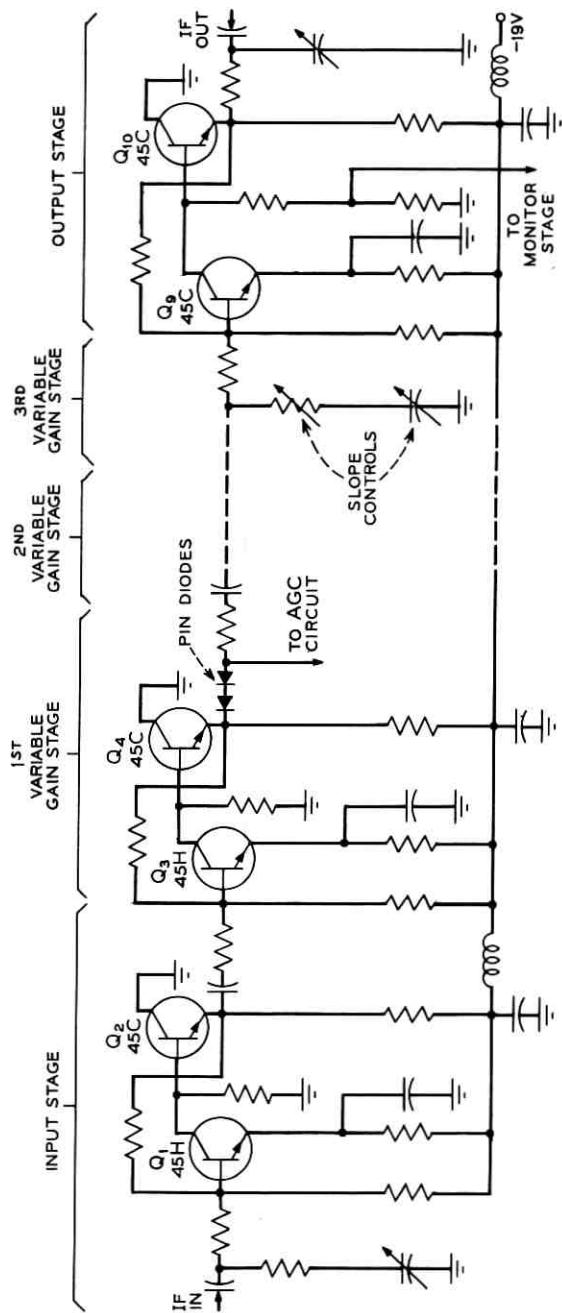 INPUT STAGE
1ST
VARIABLE
GAIN STAGE
2ND
VARIABLE
GAIN STAGE
3RD
VARIABLE
GAIN STAGE
OUTPUT STAGE
IF
IN
Q1
45H
Q2
45C
Q3
45H
Q4
45C
PIN DIODES
TO AGC
CIRCUIT
SLOPE
CONTROLS
Q9
45C
Q10
45C
TO
MONITOR
STAGE
IF
OUT
-19V